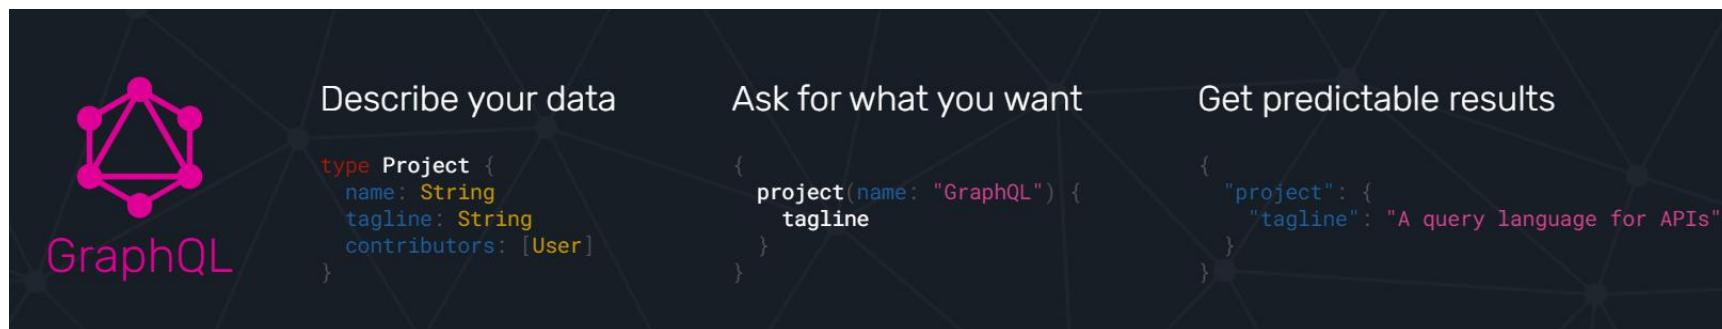 GraphQL
Describe your data
type Project {
  name: String
  tagline: String
  contributors: [User]
}
Ask for what you want
{
  project(name: "GraphQL") {
    tagline
  }
}
Get predictable results
{
  "project": {
    "tagline": "A query language for APIs"
  }
}